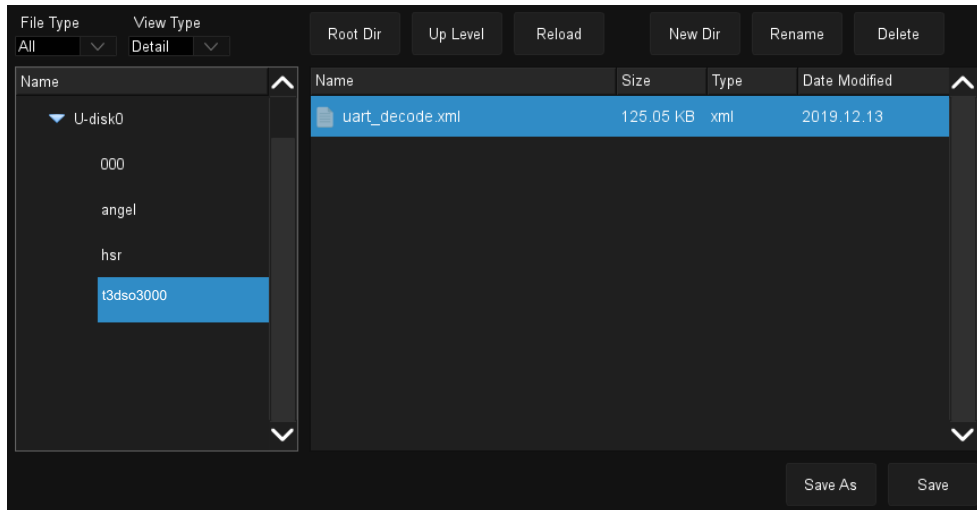 File Type View Type
All Detail
Root Dir Up Level Reload New Dir Rename Delete
Name
U-disk0
000
angel
hsr
t3dso3000
Name Size Type Date Modified
uart_decode.xml 125.05 KB xml 2019.12.13
Save As Save